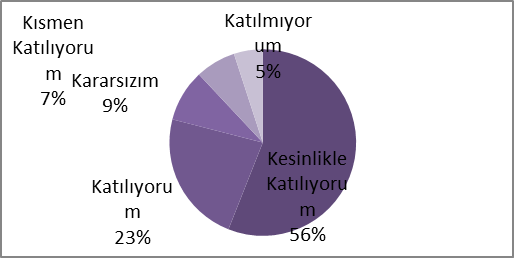 Kısmen
Katılıyoru
m
7%
Kararsızım
9%
Katılmıyor
um
5%
Katılıyoru
m
23%
Kesinlikle
Katılıyoru
m
56%